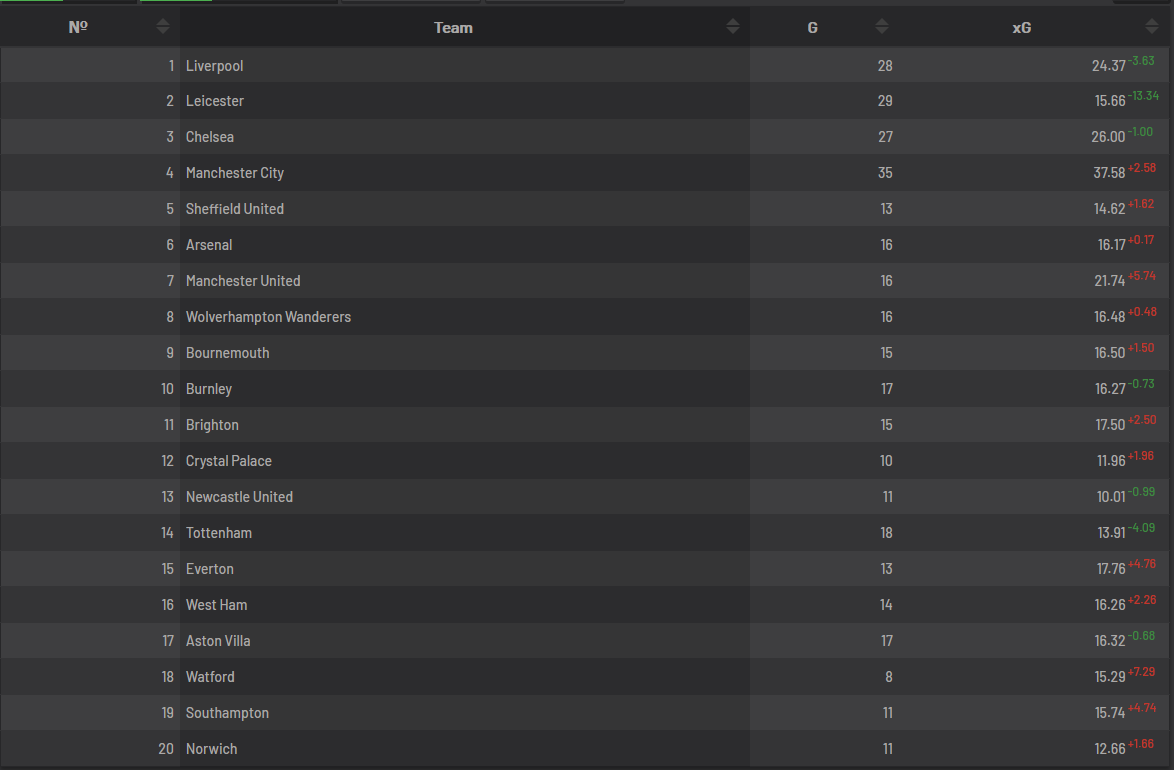 Nº Team G xG
1 Liverpool 28 24.37 -3.63
2 Leicester 29 15.66 -13.34
3 Chelsea 27 26.00 -1.00
4 Manchester City 35 37.58 +2.58
5 Sheffield United 13 14.62 +1.62
6 Arsenal 16 16.17 +0.17
7 Manchester United 16 21.74 +5.74
8 Wolverhampton Wanderers 16 16.48 +0.48
9 Bournemouth 15 16.50 +1.50
10 Burnley 17 16.27 -0.73
11 Brighton 15 17.50 +2.50
12 Crystal Palace 10 11.96 +1.96
13 Newcastle United 11 10.01 -0.99
14 Tottenham 18 13.91 -4.09
15 Everton 13 17.76 +4.76
16 West Ham 14 16.26 +2.26
17 Aston Villa 17 16.32 -0.68
18 Watford 8 15.29 +7.29
19 Southampton 11 15.74 +4.74
20 Norwich 11 12.66 +1.66